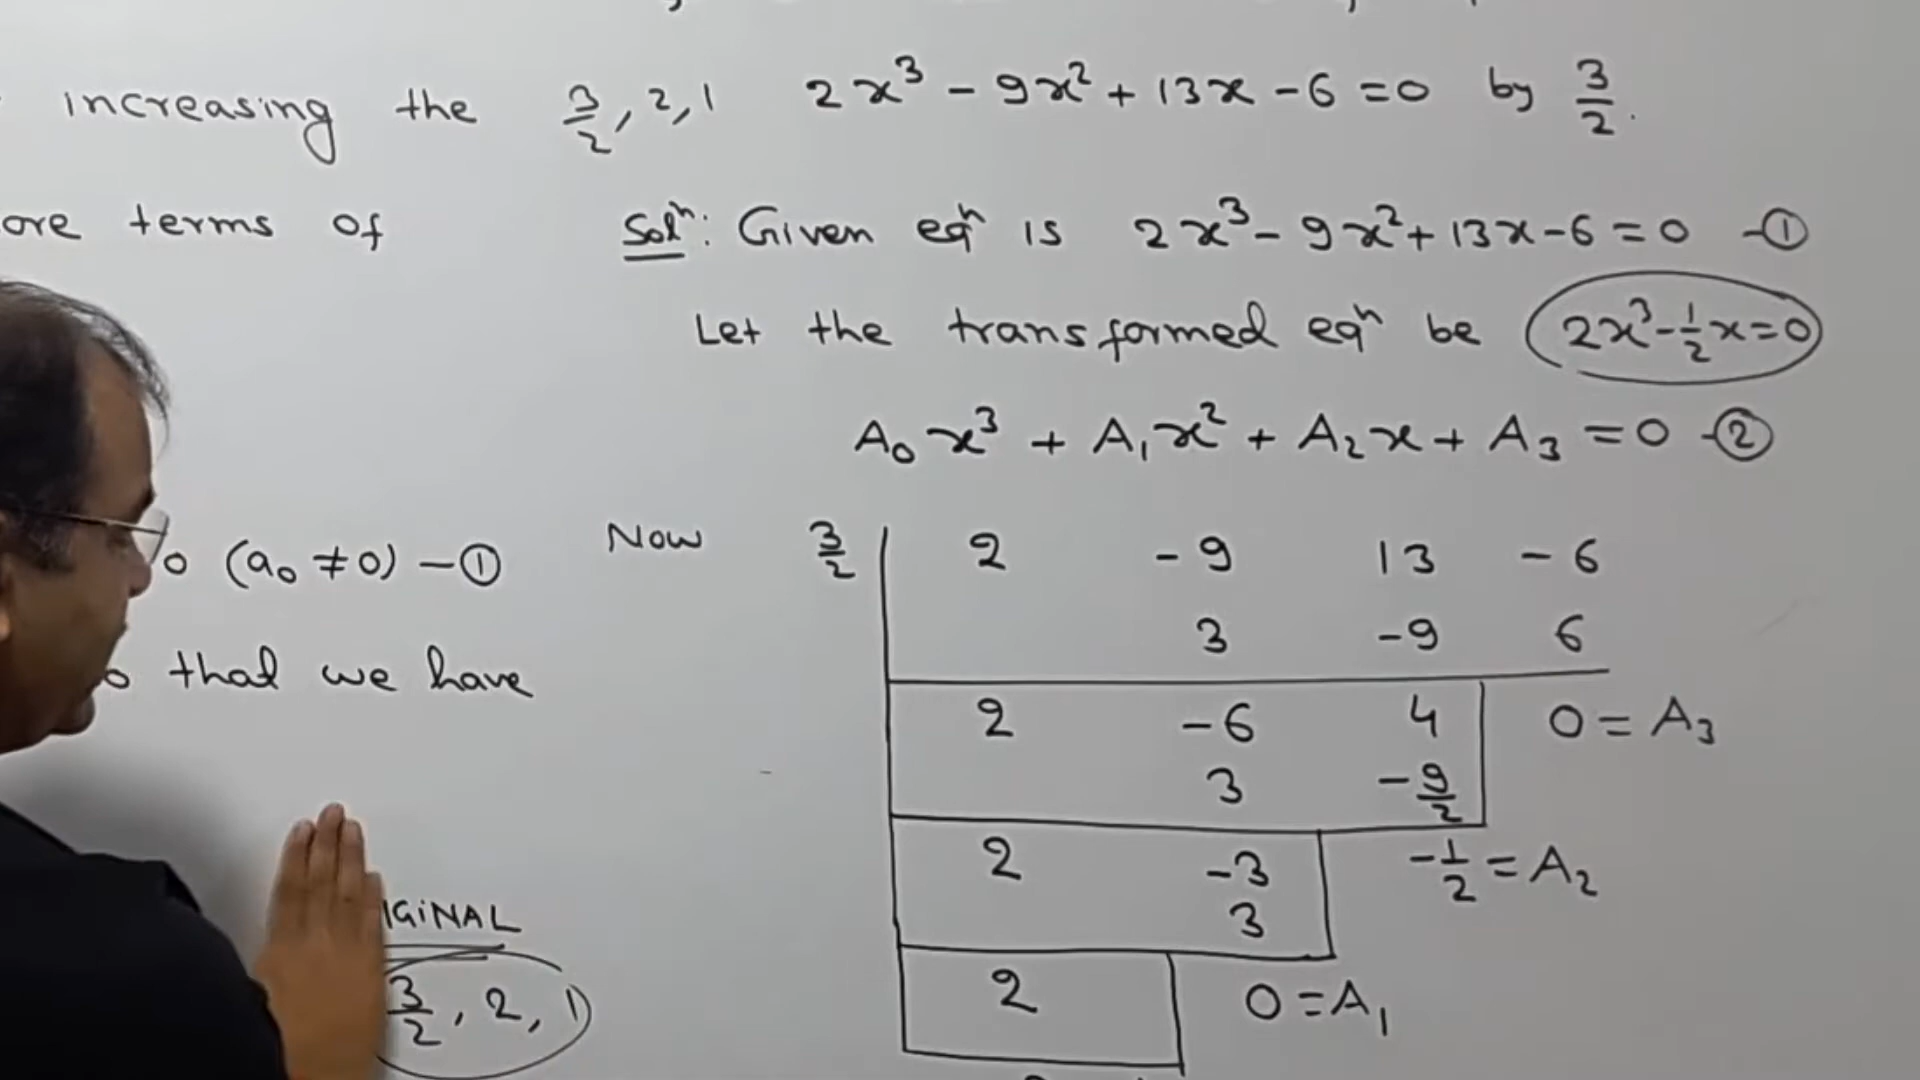 increasing the
ore terms of
(a₀ ≠ 0) - ①
that we have
IGINAL
3/2, 2, 1
3/2, 2, 1
2x³ - 9x² + 13x - 6 = 0 by 3/2.
Solⁿ: Given eqⁿ is 2x³ - 9x² + 13x - 6 = 0 - ①
Let the transformed eqⁿ be 2x³ - 1/2 x = 0
A₀x³ + A₁x² + A₂x + A₃ = 0 - ②
Now 3/2 2 -9 13 -6
3 -9 6
2 -6 4 0 = A₃
3 -9/2
2 -3 -1/2 = A₂
3
2 0 = A₁